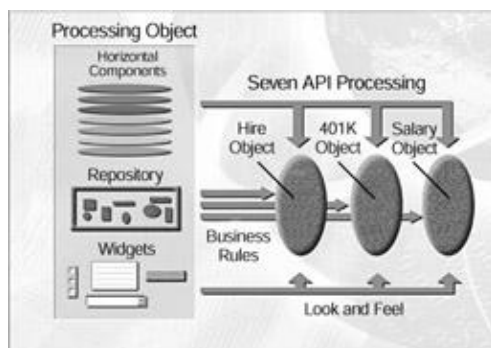 Processing Object
Horizontal
Components
Seven API Processing
Hire
Object
401K
Object
Salary
Object
Repository
Business
Rules
Widgets
Look and Feel